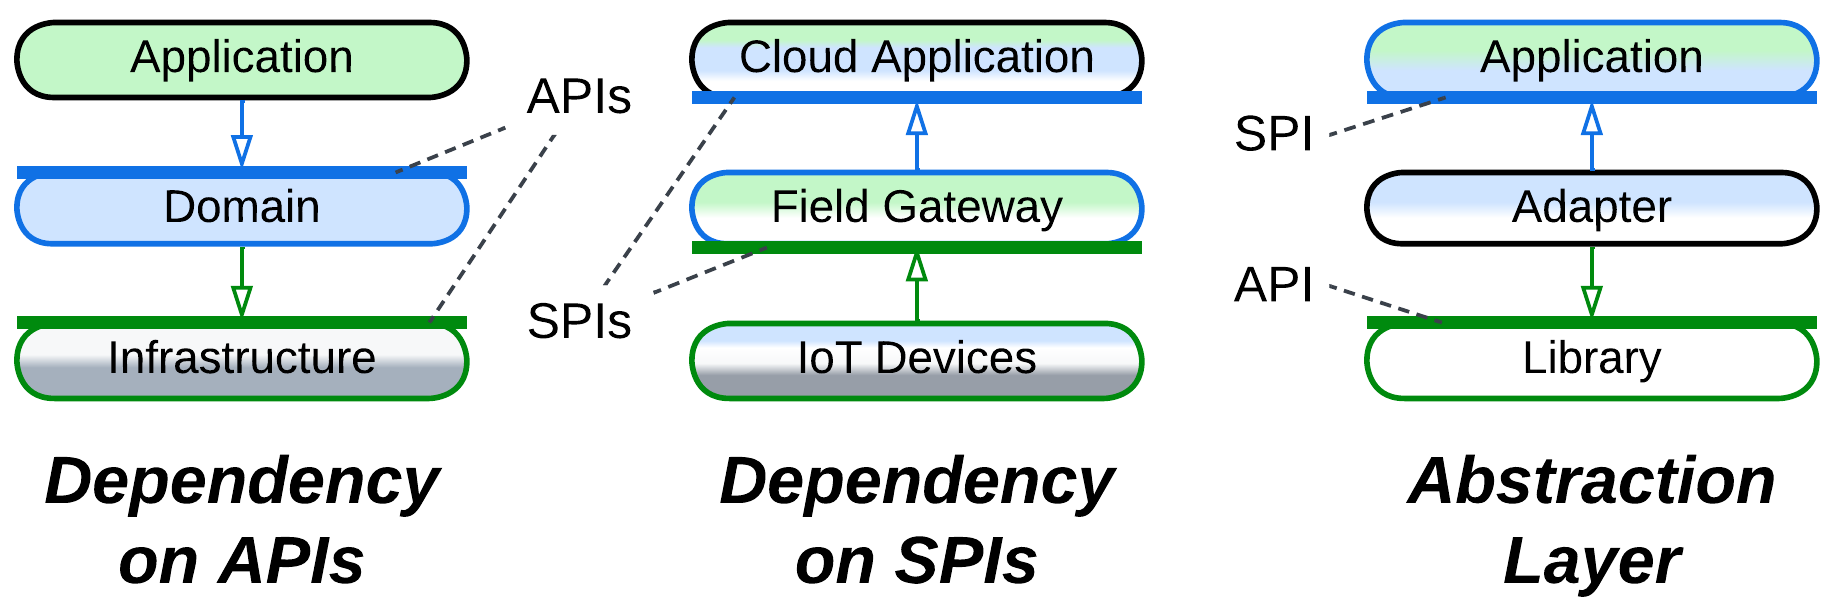 Application
Domain
Infrastructure
APIs
Dependency
on APIs
Cloud Application
Field Gateway
IoT Devices
SPIs
Dependency
on SPIs
Application
SPI
Adapter
API
Library
Abstraction
Layer